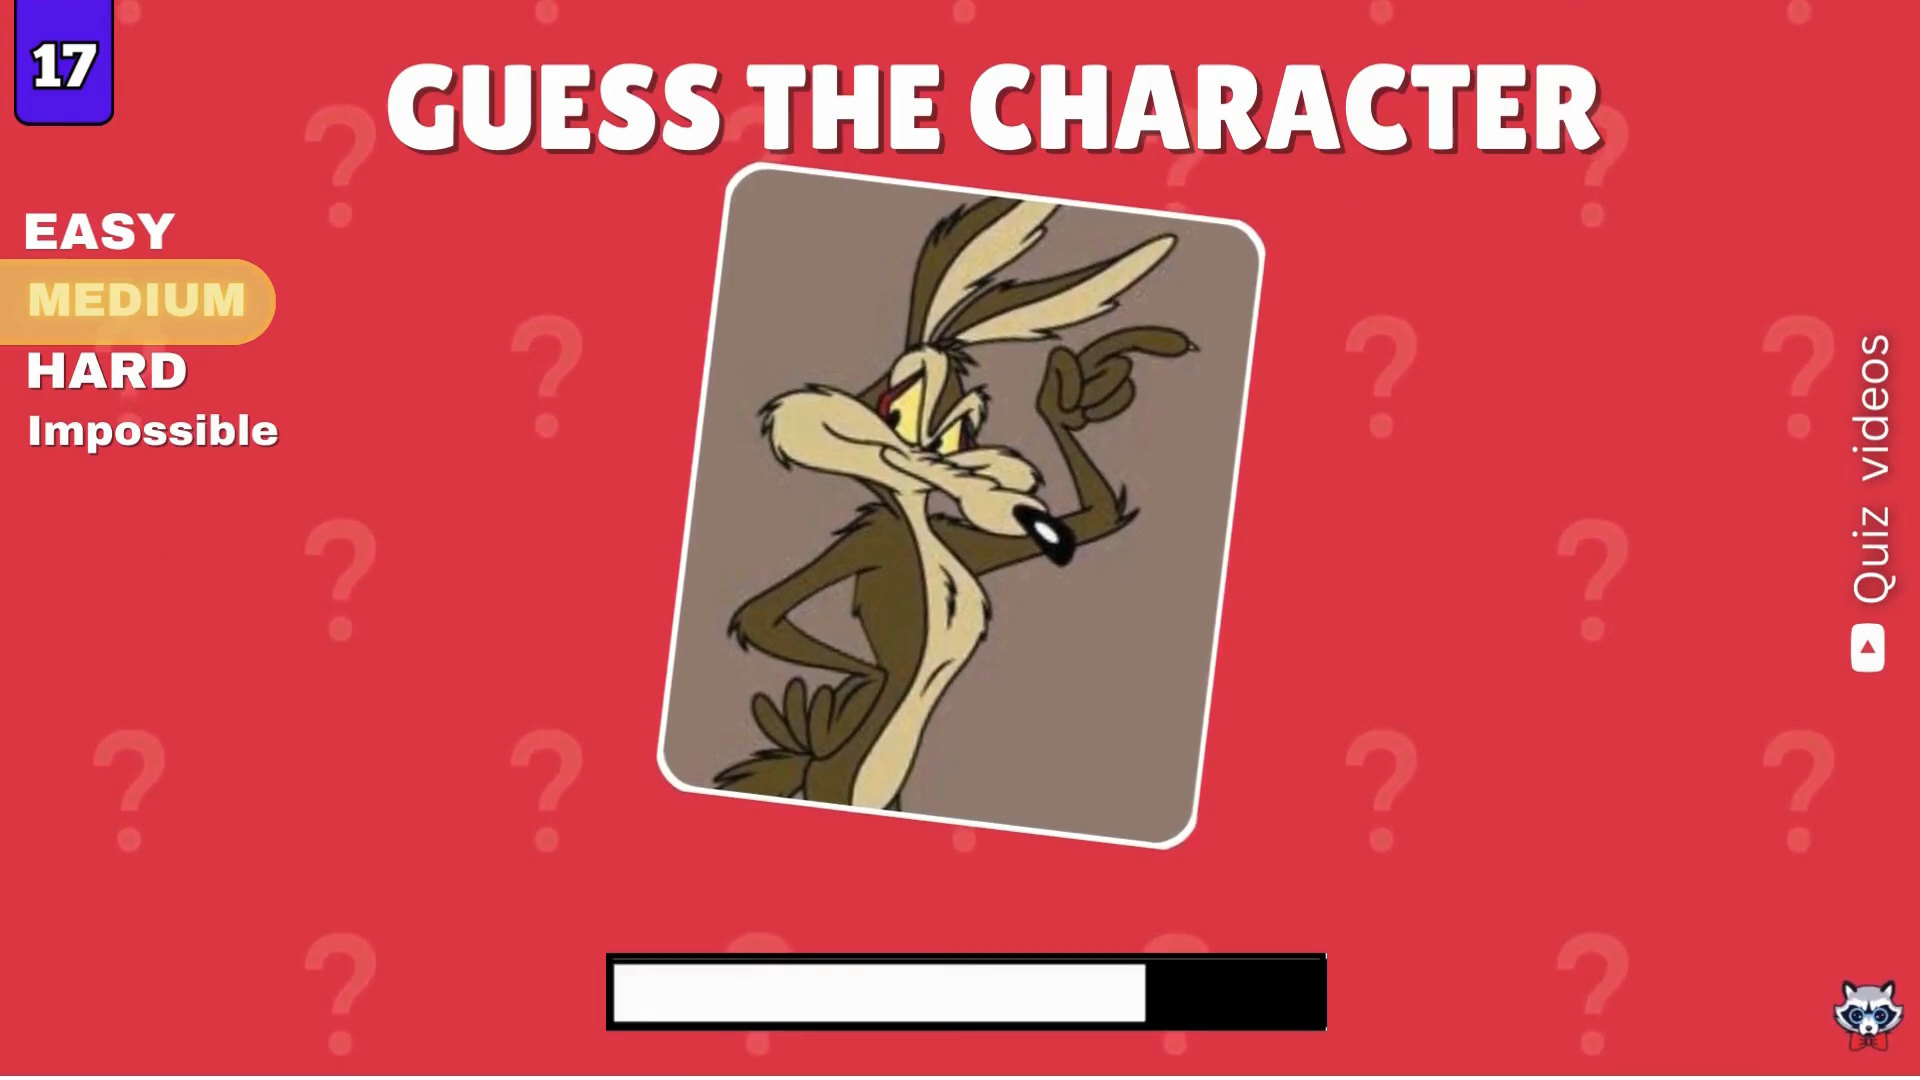 17
GUESS THE CHARACTER
EASY
MEDIUM
HARD
Impossible
Quiz videos